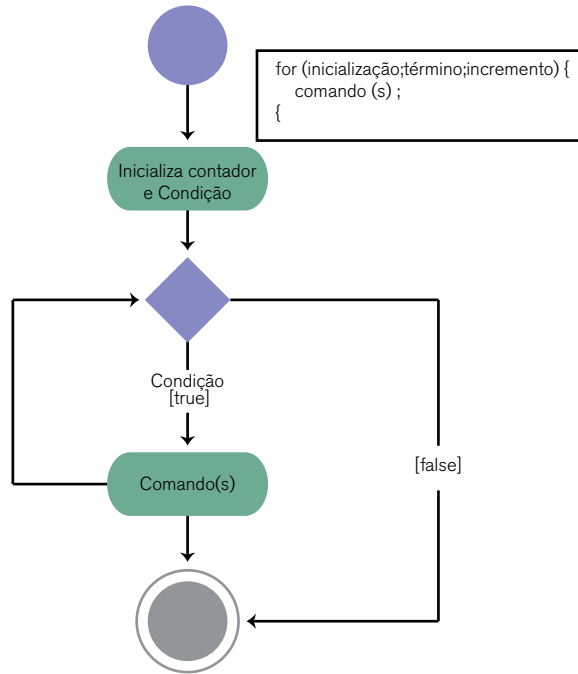 for (inicialização;término;incremento) {
comando (s) ;
{
Inicializa contador
e Condição
Condição
[true]
[false]
Comando(s)